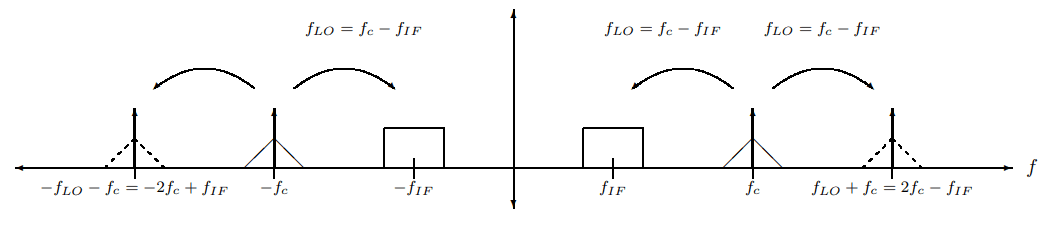 f_{LO} = f_c − f_{IF}
f_{LO} = f_c − f_{IF}
f_{LO} = f_c − f_{IF}
−f_{LO} − f_c = −2f_c + f_{IF}
−f_c
−f_{IF}
f_{IF}
f_c
f_{LO} + f_c = 2f_c − f_{IF}
f